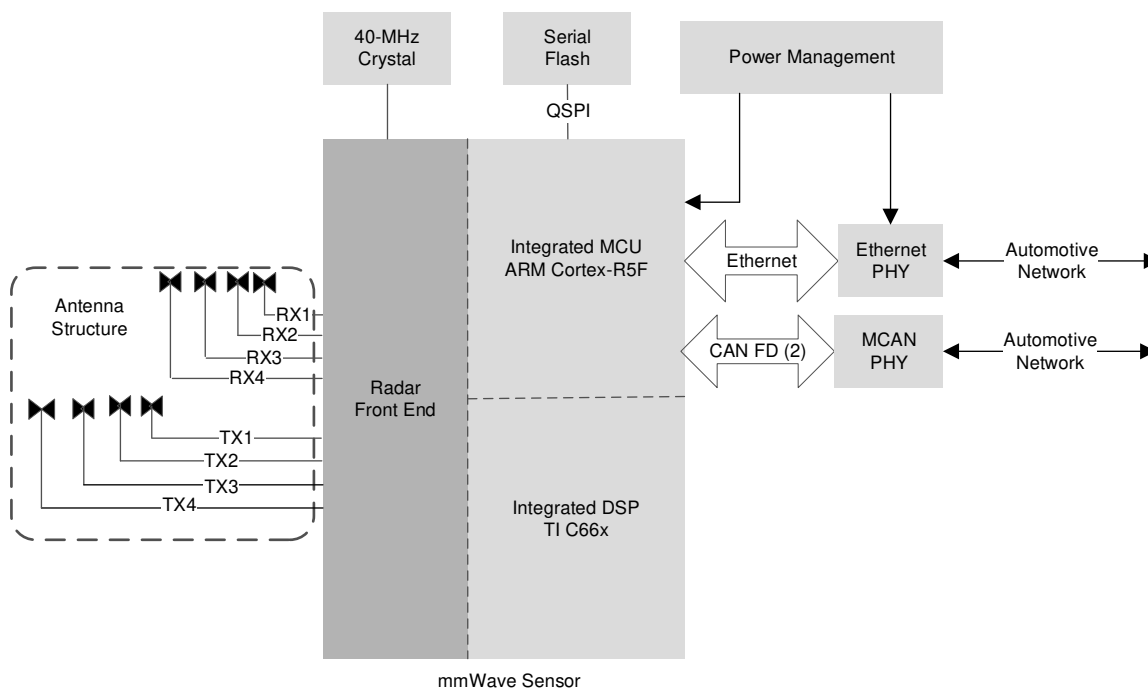 40-MHz
Crystal
Serial
Flash
Power Management
QSPI
Integrated MCU
ARM Cortex-R5F
Ethernet
Ethernet
PHY
Automotive
Network
Antenna
Structure
RX1
RX2
RX3
RX4
CAN FD (2)
MCAN
PHY
Automotive
Network
Radar
Front End
TX1
TX2
TX3
TX4
Integrated DSP
TI C66x
mmWave Sensor